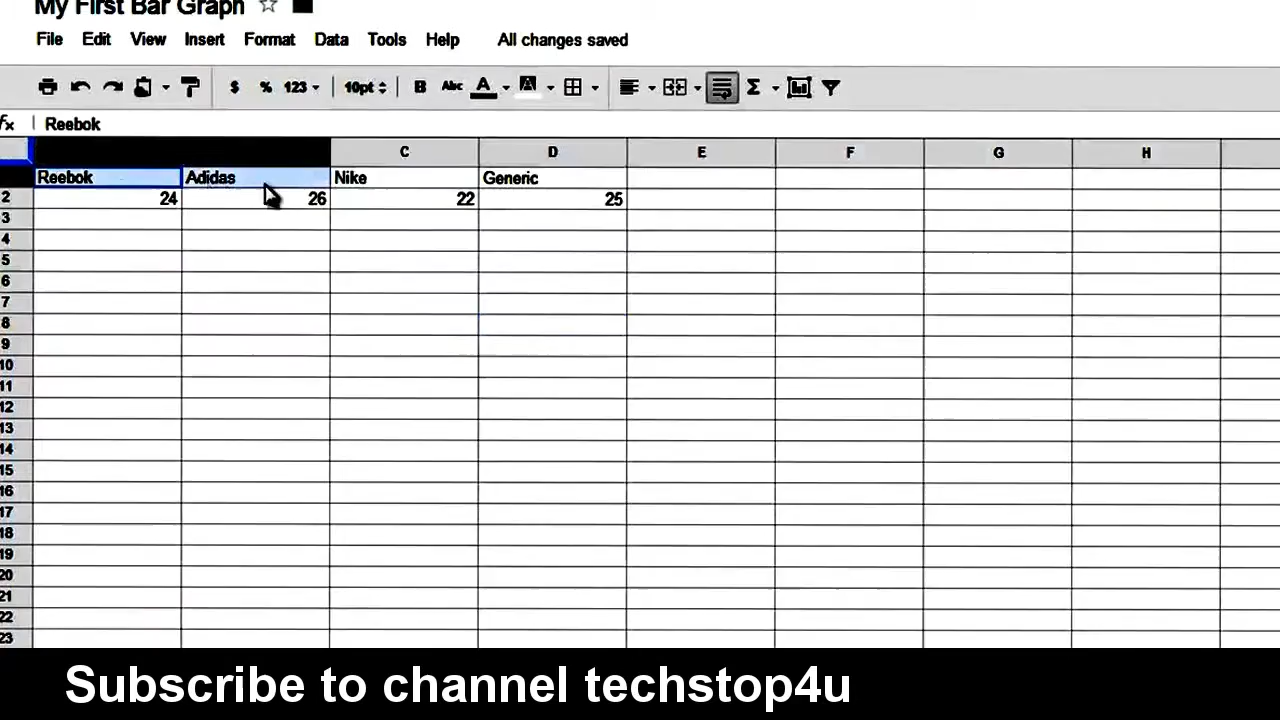 My First Bar Graph
File Edit View Insert Format Data Tools Help All changes saved
$ % 123 10pt B Abc A A Σ
fx Reebok
C D E F G H
Reebok Adidas Nike Generic
2 24 26 22 25
3
4
5
6
7
8
9
10
11
12
13
14
15
16
17
18
19
20
21
22
23
Subscribe to channel techstop4u